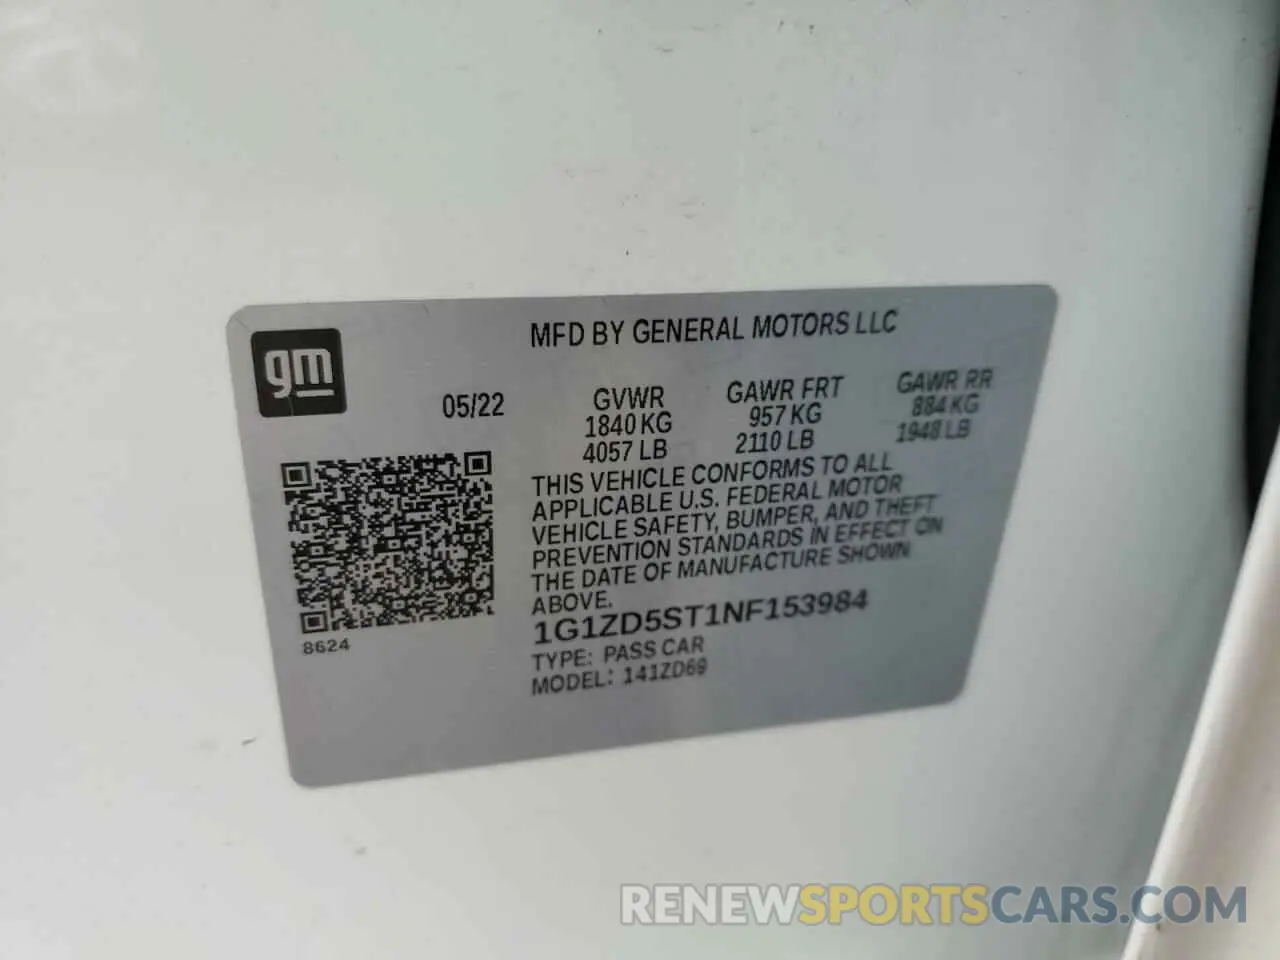 gm
MFD BY GENERAL MOTORS LLC
05/22
GVWR
1840 KG
4057 LB
GAWR FRT
957 KG
2110 LB
GAWR RR
884 KG
1948 LB
THIS VEHICLE CONFORMS TO ALL
APPLICABLE U.S. FEDERAL MOTOR
VEHICLE SAFETY, BUMPER, AND THEFT
PREVENTION STANDARDS IN EFFECT ON
THE DATE OF MANUFACTURE SHOWN
ABOVE.
1G1ZD5ST1NF153984
TYPE: PASS CAR
MODEL: 141ZD69
8624
RENEWSPORTSCARS.COM